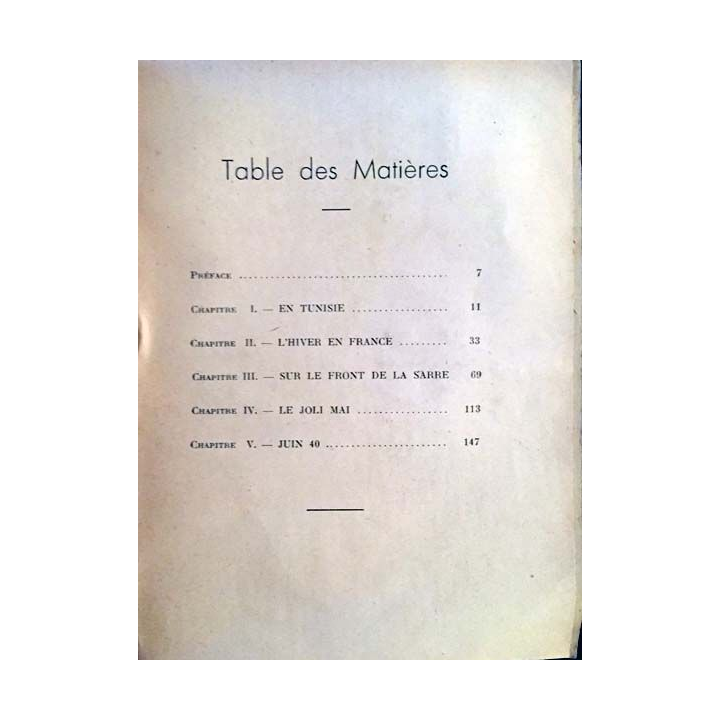 Table des Matières
PRÉFACE ..................................... 7
CHAPITRE I. — EN TUNISIE ................. 11
CHAPITRE II. — L'HIVER EN FRANCE ......... 33
CHAPITRE III. — SUR LE FRONT DE LA SARRE 69
CHAPITRE IV. — LE JOLI MAI ................ 113
CHAPITRE V. — JUIN 40 ...................... 147